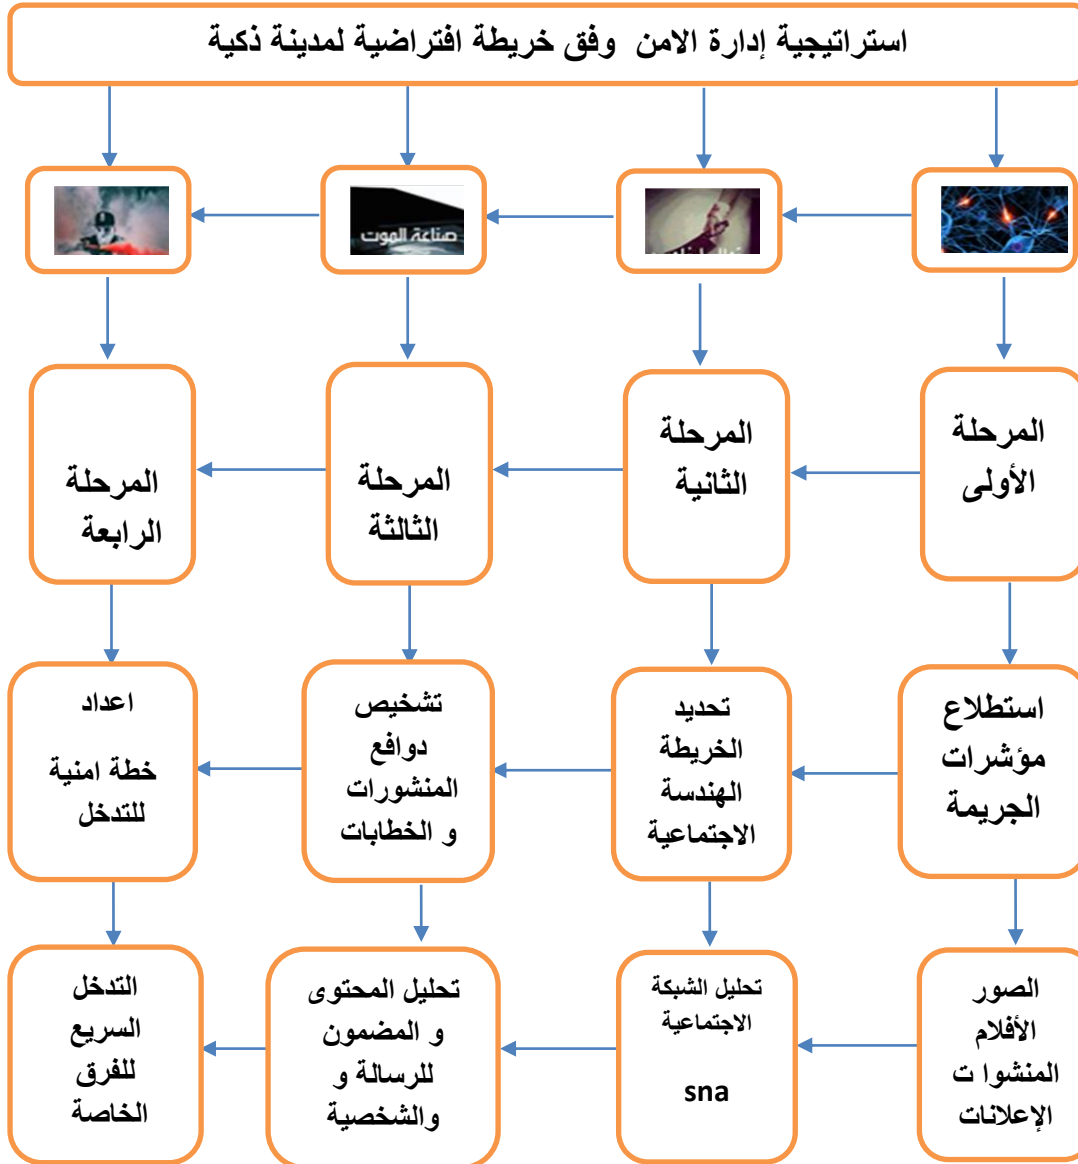 استراتيجية إدارة الامن وفق خريطة افتراضية لمدينة ذكية
صناعة الموت
المرحلة
الأولى
المرحلة
الثانية
المرحلة
الثالثة
المرحلة
الرابعة
استطلاع
مؤشرات
الجريمة
تحديد
الخريطة
الهندسة
الاجتماعية
تشخيص
دوافع
المنشورات
و الخطابات
اعداد
خطة امنية
للتدخل
الصور
الأفلام
المنشوا ت
الإعلانات
تحليل الشبكة
الاجتماعية
sna
تحليل المحتوى
و المضمون
للرسالة و
والشخصية
التدخل
السريع
للفرق
الخاصة